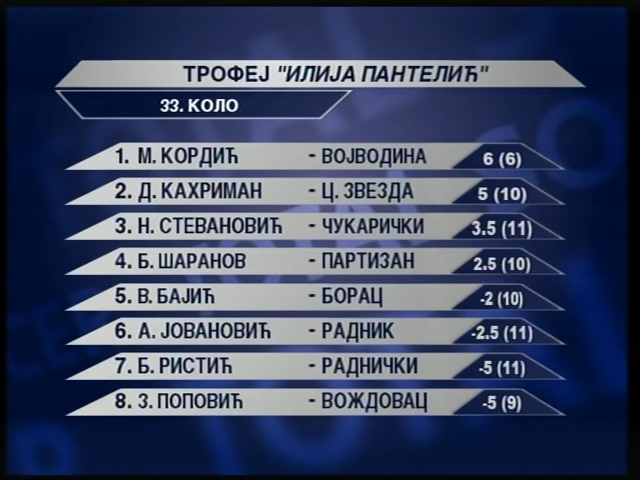 ТРОФЕЈ "ИЛИЈА ПАНТЕЛИЋ"
33. КОЛО
1. М. КОРДИЋ - ВОЈВОДИНА 6 (6)
2. Д. КАХРИМАН - Ц. ЗВЕЗДА 5 (10)
3. Н. СТЕВАНОВИЋ - ЧУКАРИЧКИ 3.5 (11)
4. Б. ШАРАНОВ - ПАРТИЗАН 2.5 (10)
5. В. БАЈИЋ - БОРАЦ -2 (10)
6. А. ЈОВАНОВИЋ - РАДНИК -2.5 (11)
7. Б. РИСТИЋ - РАДНИЧКИ -5 (11)
8. З. ПОПОВИЋ - ВОЖДОВАЦ -5 (9)